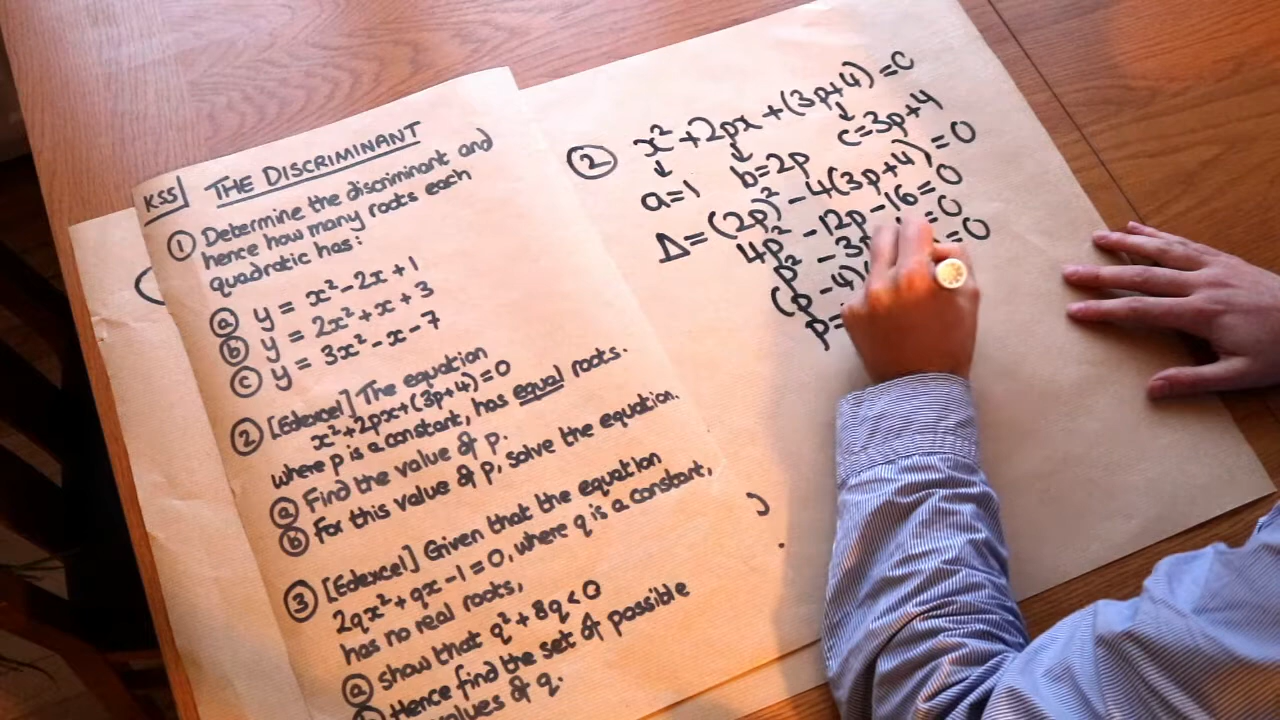 KS5
THE DISCRIMINANT
① Determine the discriminant and
hence how many roots each
quadratic has:
ⓐ y = x² - 2x + 1
ⓑ y = 2x² + x + 3
ⓒ y = 3x² - x - 7
② [Edexcel] The equation
x² + 2px + (3p+4) = 0
where p is a constant, has equal roots.
ⓐ Find the value of p.
ⓑ For this value of p, solve the equation.
③ [Edexcel] Given that the equation
2qx² + qx - 1 = 0, where q is a constant,
has no real roots,
ⓐ show that q² + 8q < 0
Hence find the set of possible
values of q.
② x² + 2px + (3p+4) = 0
a=1 b=2p c=3p+4
Δ = (2p)² - 4(3p+4) = 0
4p² - 12p - 16 = 0
p² - 3p = 0
(p-4) = 0
p=